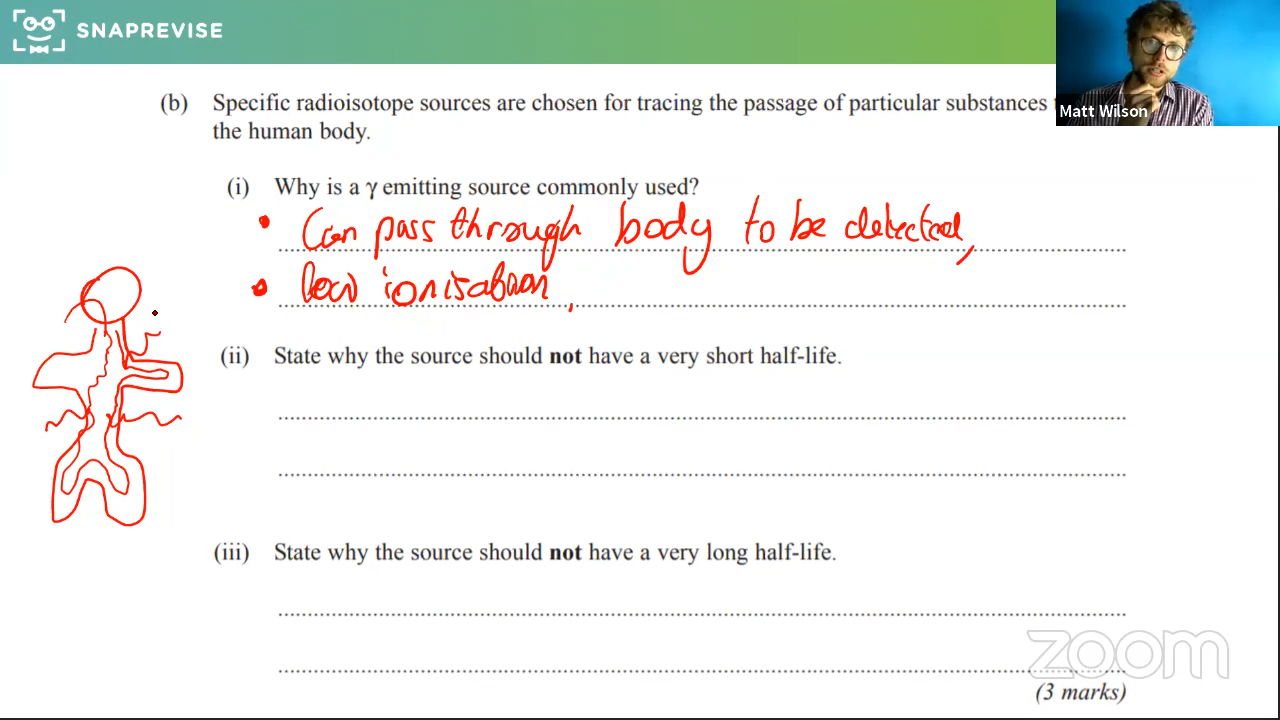 SNAPREVISE
Matt Wilson
(b) Specific radioisotope sources are chosen for tracing the passage of particular substances
the human body.
(i) Why is a γ emitting source commonly used?
• Can pass through body to be detected,
• low ionisation,
(ii) State why the source should not have a very short half-life.
(iii) State why the source should not have a very long half-life.
zoom
(3 marks)